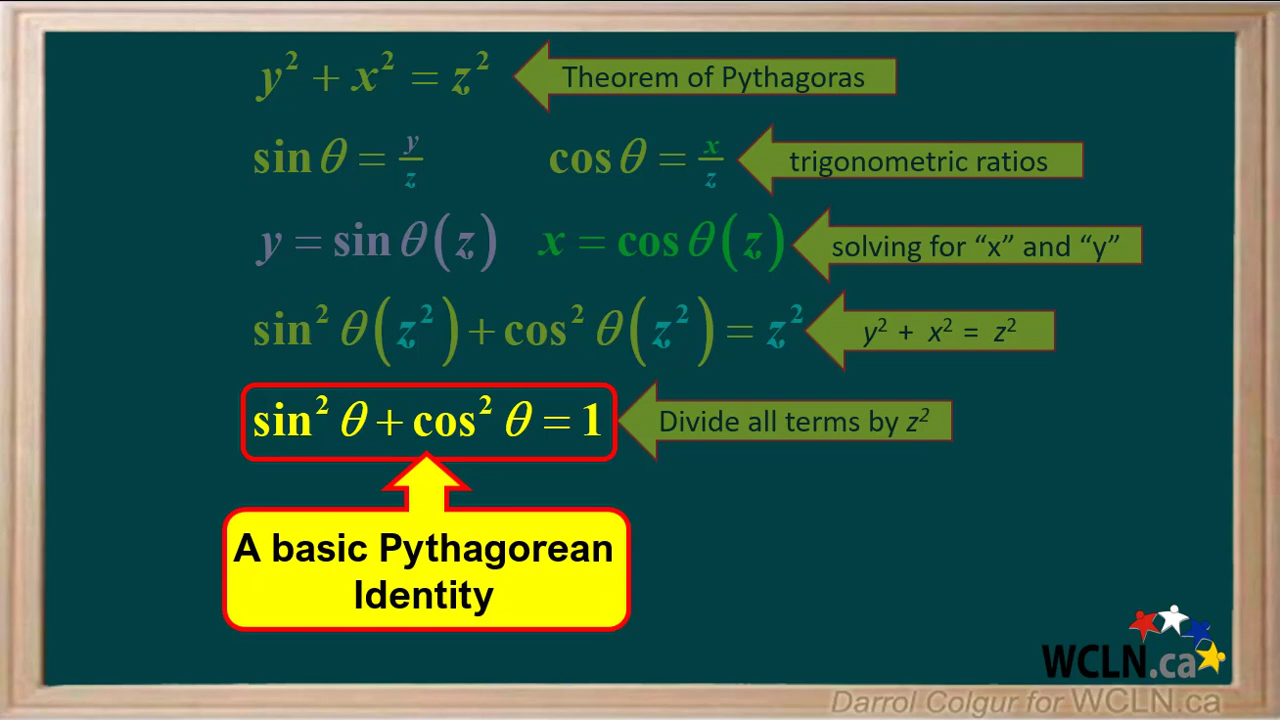 y² + x² = z² Theorem of Pythagoras
sin θ = y/z cos θ = x/z trigonometric ratios
y = sin θ(z) x = cos θ(z) solving for “x” and “y”
sin² θ(z²) + cos² θ(z²) = z² y² + x² = z²
sin² θ + cos² θ = 1 Divide all terms by z²
A basic Pythagorean
Identity
WCLN.ca
Darrol Colgur for WCLN.ca